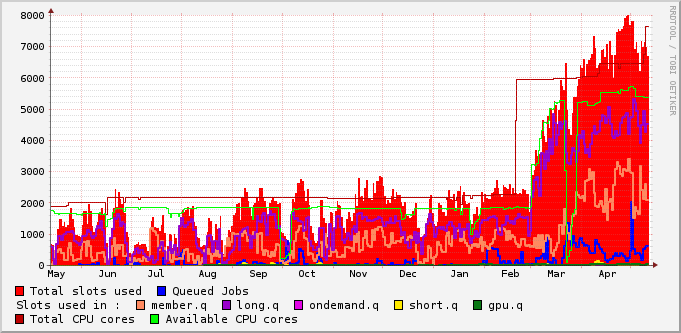 8000
7000
6000
5000
4000
3000
2000
1000
0
May Jun Jul Aug Sep Oct Nov Dec Jan Feb Mar Apr
RRDTOOL / TOBI OETIKER
Total slots used Queued Jobs
Slots used in : member.q long.q ondemand.q short.q gpu.q
Total CPU cores Available CPU cores